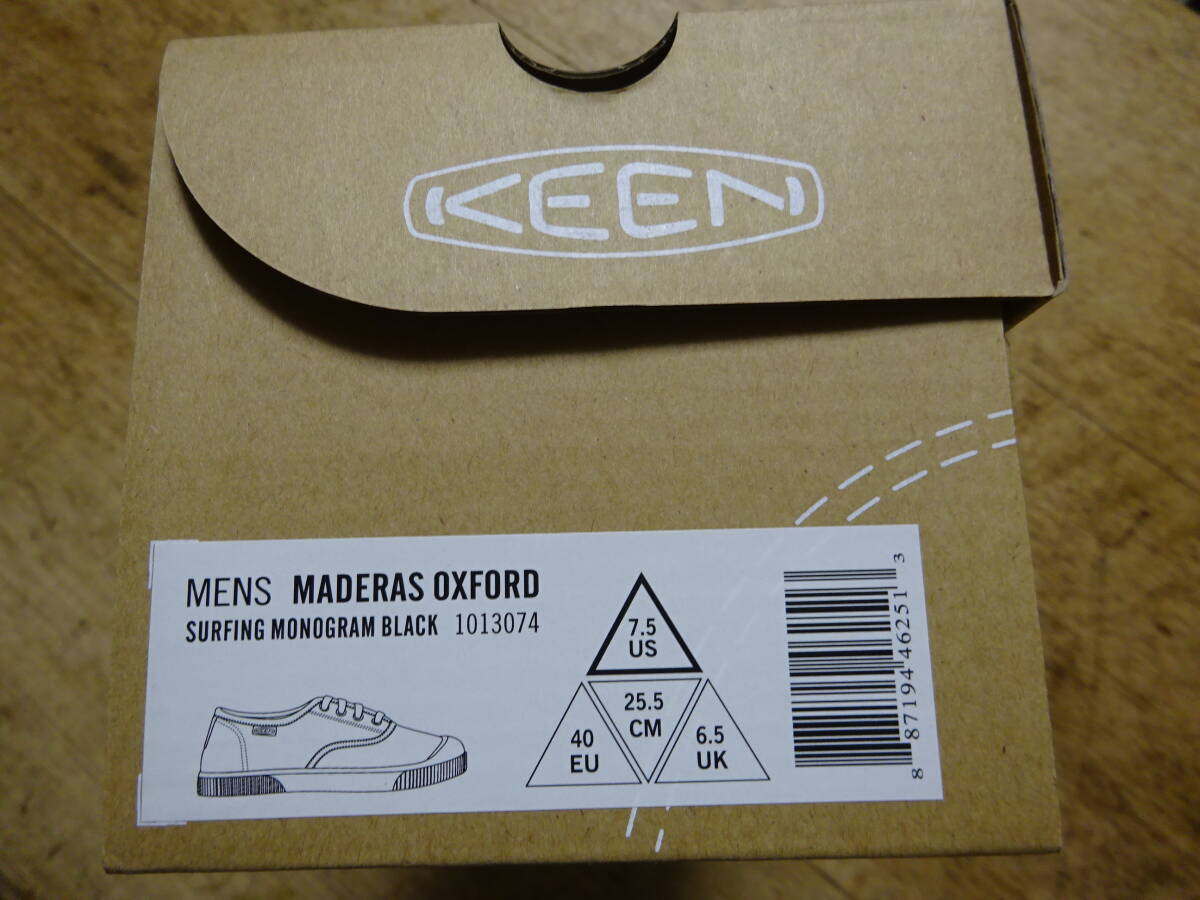 KEEN
MENS MADERAS OXFORD
SURFING MONOGRAM BLACK 1013074
7.5
US
25.5
CM
40
EU
6.5
UK
8 87194 46251 3